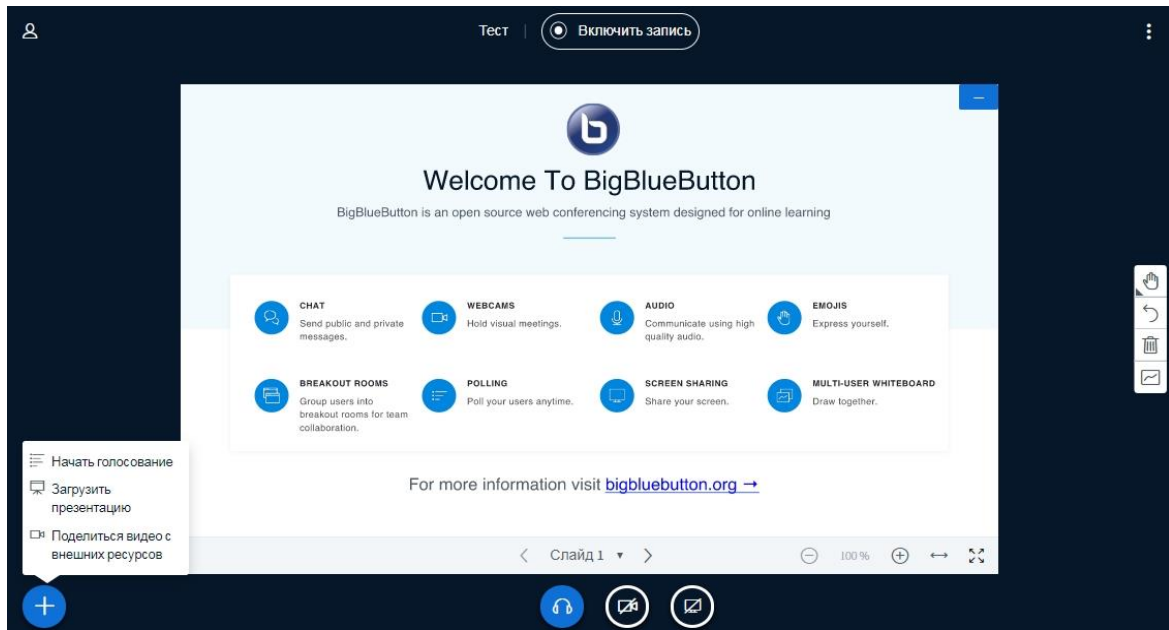 Тест
Включить запись
Welcome To BigBlueButton
BigBlueButton is an open source web conferencing system designed for online learning
CHAT
Send public and private
messages.
WEBCAMS
Hold visual meetings.
AUDIO
Communicate using high
quality audio.
EMOJIS
Express yourself.
BREAKOUT ROOMS
Group users into
breakout rooms for team
collaboration.
POLLING
Poll your users anytime.
SCREEN SHARING
Share your screen.
MULTI-USER WHITEBOARD
Draw together.
For more information visit bigbluebutton.org →
Начать голосование
Загрузить
презентацию
Поделиться видео с
внешних ресурсов
Слайд 1
100 %